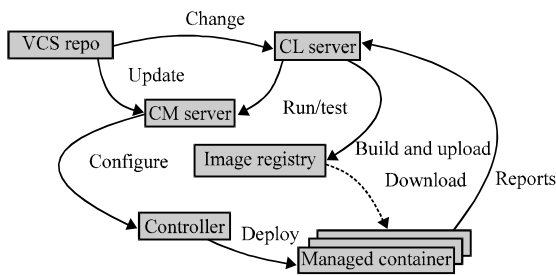 Change
VCS repo
CL server
Update
CM server
Run/test
Configure
Image registry
Build and upload
Download
Reports
Controller
Deploy
Managed container